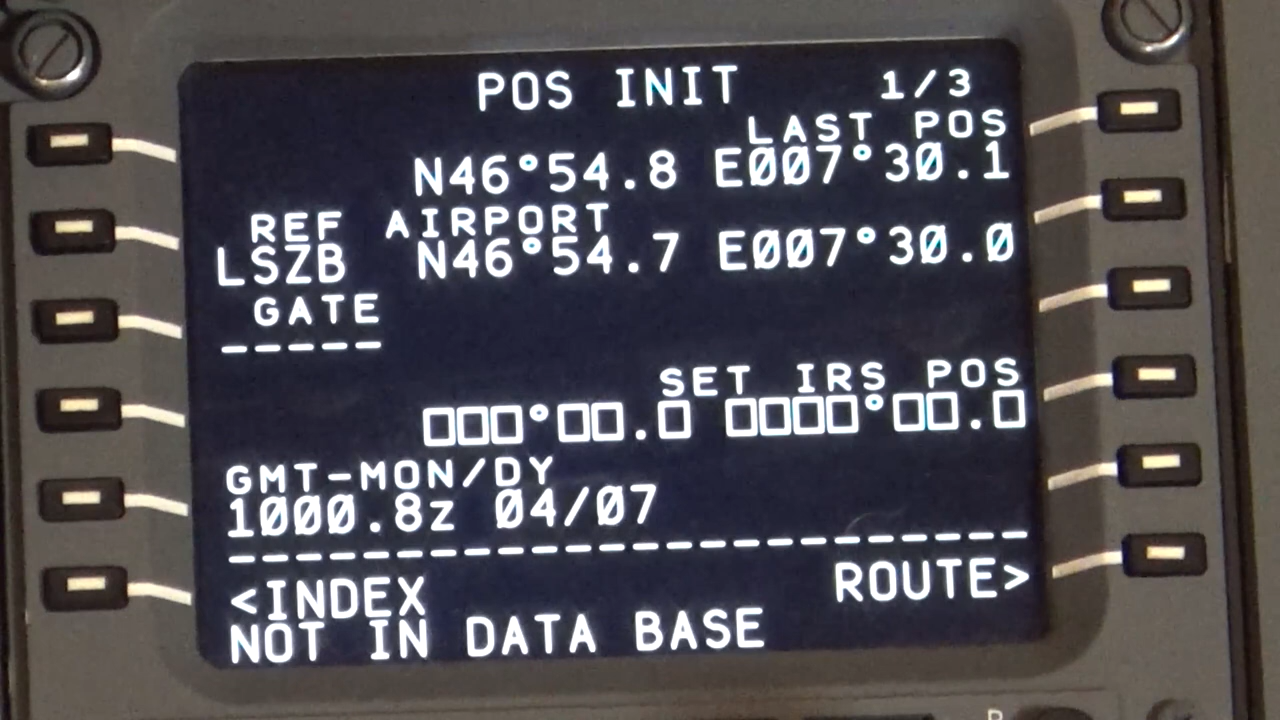 POS INIT 1/3
LAST POS
N46°54.8 E007°30.1
REF AIRPORT
LSZB N46°54.7 E007°30.0
GATE
-----
SET IRS POS
□□□°□□.□ □□□□°□□.□
GMT-MON/DY
1000.8z 04/07
------------------------
<INDEX ROUTE>
NOT IN DATA BASE